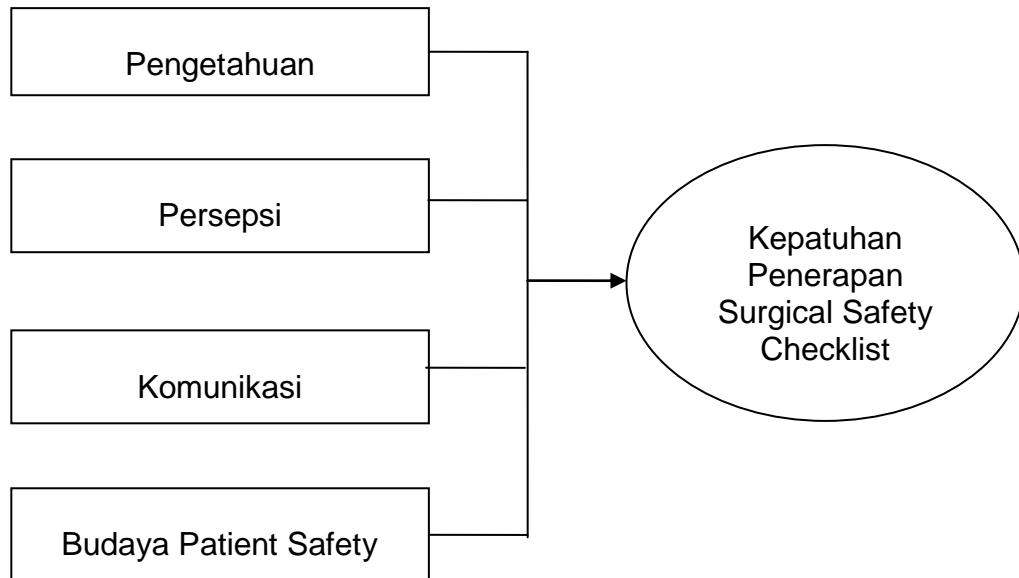 Pengetahuan
Persepsi
Komunikasi
Budaya Patient Safety
Kepatuhan
Penerapan
Surgical Safety
Checklist